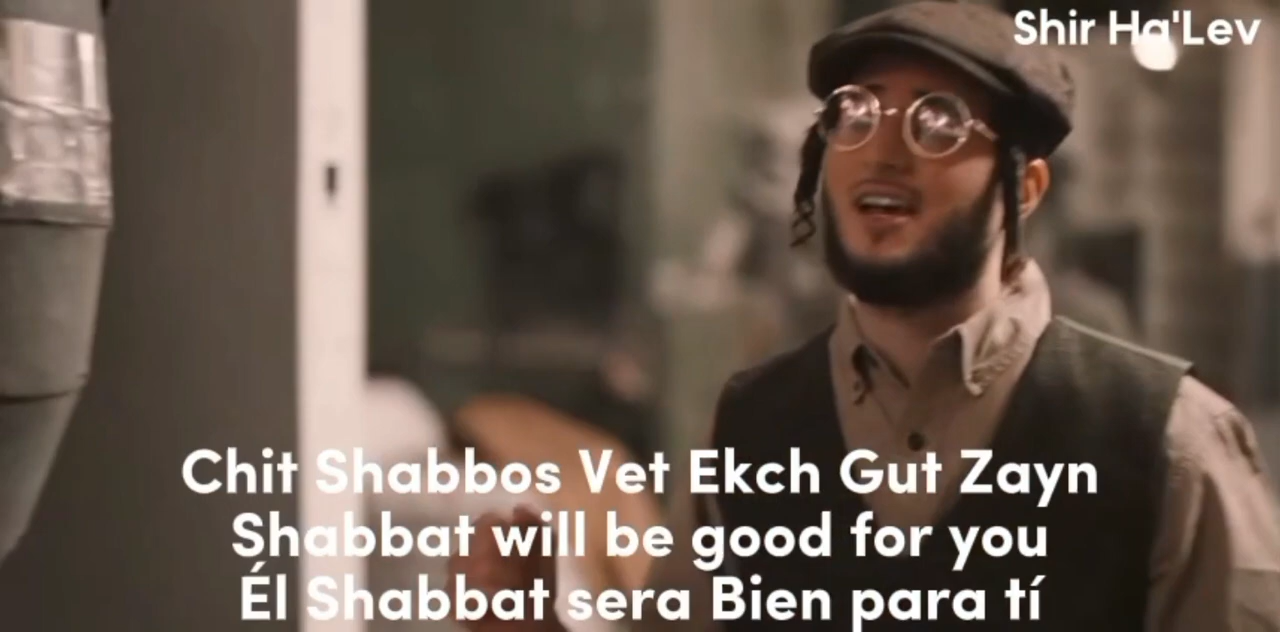 Shir Ha'Lev
Chit Shabbos Vet Ekch Gut Zayn
Shabbat will be good for you
Él Shabbat sera Bien para tí